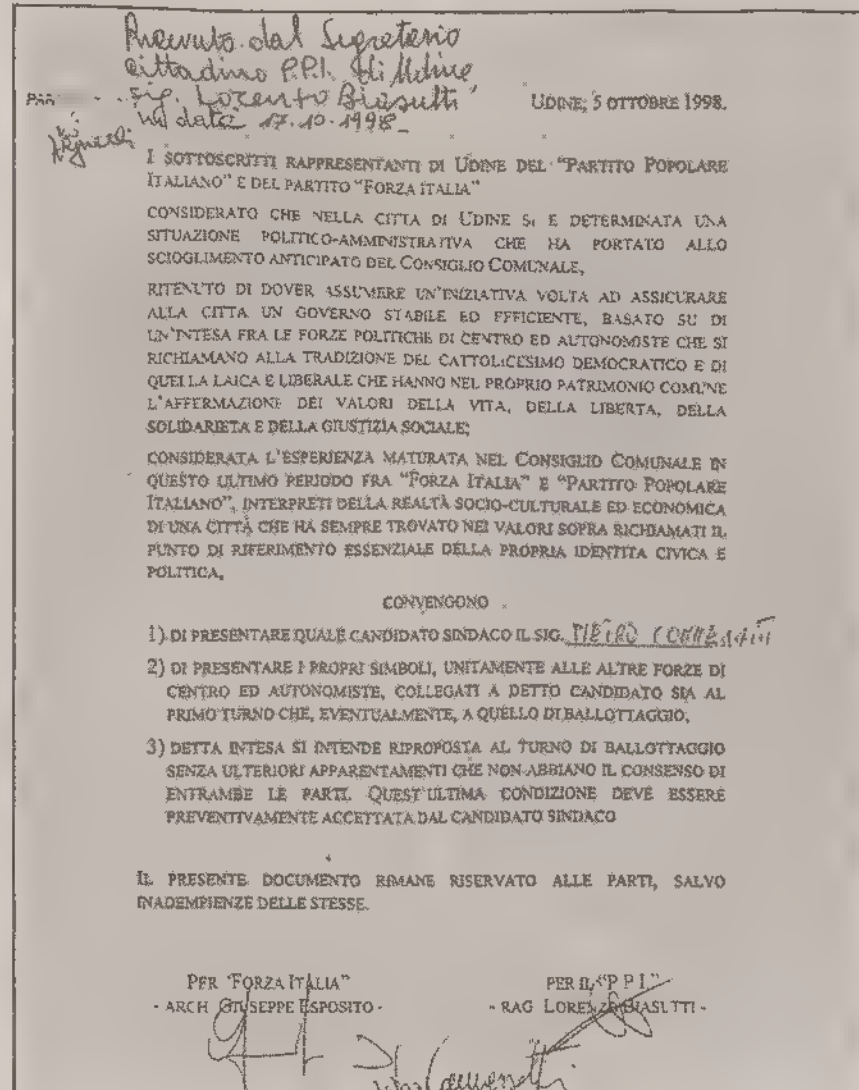 Ricevuto dal Segretario
cittadino P.P.I. di Udine
sig. Lorenzo Biasutti
in data 17.10.1998
UDINE, 5 OTTOBRE 1998.
I SOTTOSCRITTI RAPPRESENTANTI DI UDINE DEL "PARTITO POPOLARE
ITALIANO" E DEL PARTITO "FORZA ITALIA"
CONSIDERATO CHE NELLA CITTA DI UDINE SI E DETERMINATA UNA
SITUAZIONE POLITICO-AMMINISTRATIVA CHE HA PORTATO ALLO
SCIOGLIMENTO ANTICIPATO DEL CONSIGLIO COMUNALE,
RITENUTO DI DOVER ASSUMERE UN'INIZIATIVA VOLTA AD ASSICURARE
ALLA CITTA UN GOVERNO STABILE ED EFFICIENTE, BASATO SU DI
UN'INTESA FRA LE FORZE POLITICHE DI CENTRO ED AUTONOMISTE CHE SI
RICHIAMANO ALLA TRADIZIONE DEL CATTOLICESIMO DEMOCRATICO E DI
QUELLA LAICA E LIBERALE CHE HANNO NEL PROPRIO PATRIMONIO COMUNE
L'AFFERMAZIONE DEI VALORI DELLA VITA, DELLA LIBERTA, DELLA
SOLIDARIETA E DELLA GIUSTIZIA SOCIALE;
CONSIDERATA L'ESPERIENZA MATURATA NEL CONSIGLIO COMUNALE IN
QUESTO ULTIMO PERIODO FRA "FORZA ITALIA" E "PARTITO POPOLARE
ITALIANO", INTERPRETI DELLA REALTÀ SOCIO-CULTURALE ED ECONOMICA
DI UNA CITTÀ CHE HA SEMPRE TROVATO NEI VALORI SOPRA RICHIAMATI IL
PUNTO DI RIFERIMENTO ESSENZIALE DELLA PROPRIA IDENTITA CIVICA E
POLITICA,
CONVENGONO
1) DI PRESENTARE QUALE CANDIDATO SINDACO IL SIG. PIETRO COMMESSATTI
2) DI PRESENTARE I PROPRI SIMBOLI, UNITAMENTE ALLE ALTRE FORZE DI
CENTRO ED AUTONOMISTE, COLLEGATI A DETTO CANDIDATO SIA AL
PRIMO TURNO CHE, EVENTUALMENTE, A QUELLO DI BALLOTTAGGIO,
3) DETTA INTESA SI INTENDE RIPROPOSTA AL TURNO DI BALLOTTAGGIO
SENZA ULTERIORI APPARENTAMENTI CHE NON ABBIANO IL CONSENSO DI
ENTRAMBE LE PARTI. QUEST'ULTIMA CONDIZIONE DEVE ESSERE
PREVENTIVAMENTE ACCETTATA DAL CANDIDATO SINDACO
IL PRESENTE DOCUMENTO RIMANE RISERVATO ALLE PARTI, SALVO
INADEMPIENZE DELLE STESSE.
PER "FORZA ITALIA"
- ARCH GIUSEPPE ESPOSITO -
PER IL "P P I"
- RAG LORENZO BIASUTTI -